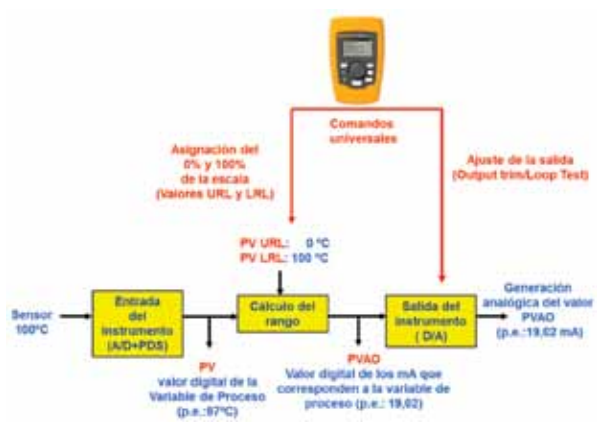 Comandos
universales
Asignación del
0% y 100%
de la escala
(Valores URL y LRL)
Ajuste de la salida
(Output trim/Loop Test)
PV URL: 0 ºC
PV LRL: 100 ºC
Sensor
100ºC
Entrada
del
instrumento
(A/D+PDS)
Cálculo del
rango
Salida del
instrumento
( D/A)
Generación
analógica del valor
PVAO
(p.e.:19,02 mA)
PV
valor digital de la
Variable de Proceso
(p.e.:97ºC)
PVAO
Valor digital de los mA que
corresponden a la variable de
proceso (p.e.: 19,02)